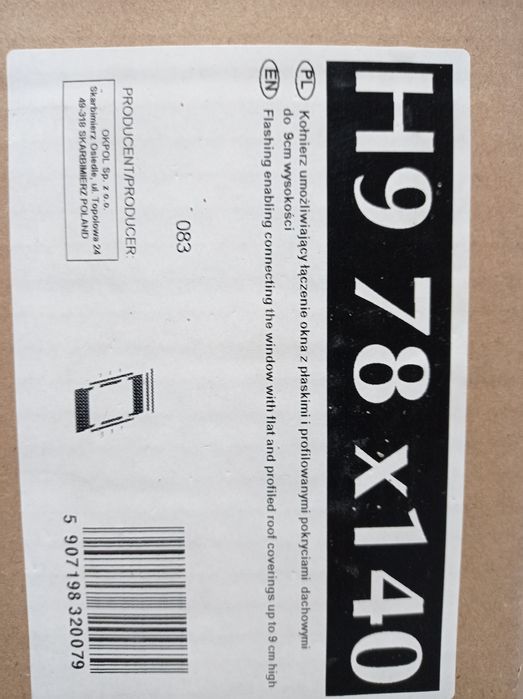 H9 78 x140
PL Kołnierz umożliwiający łączenie okna z płaskimi i profilowanymi pokryciami dachowymi
do 9cm wysokości
EN Flashing enabling connecting the window with flat and profiled roof coverings up to 9 cm high
083
PRODUCENT/PRODUCER:
OKPOL Sp. z o.o.
Skarbimierz Osiedle, ul. Topolowa 24
49-318 SKARBIMIERZ POLAND
5 907198 320079